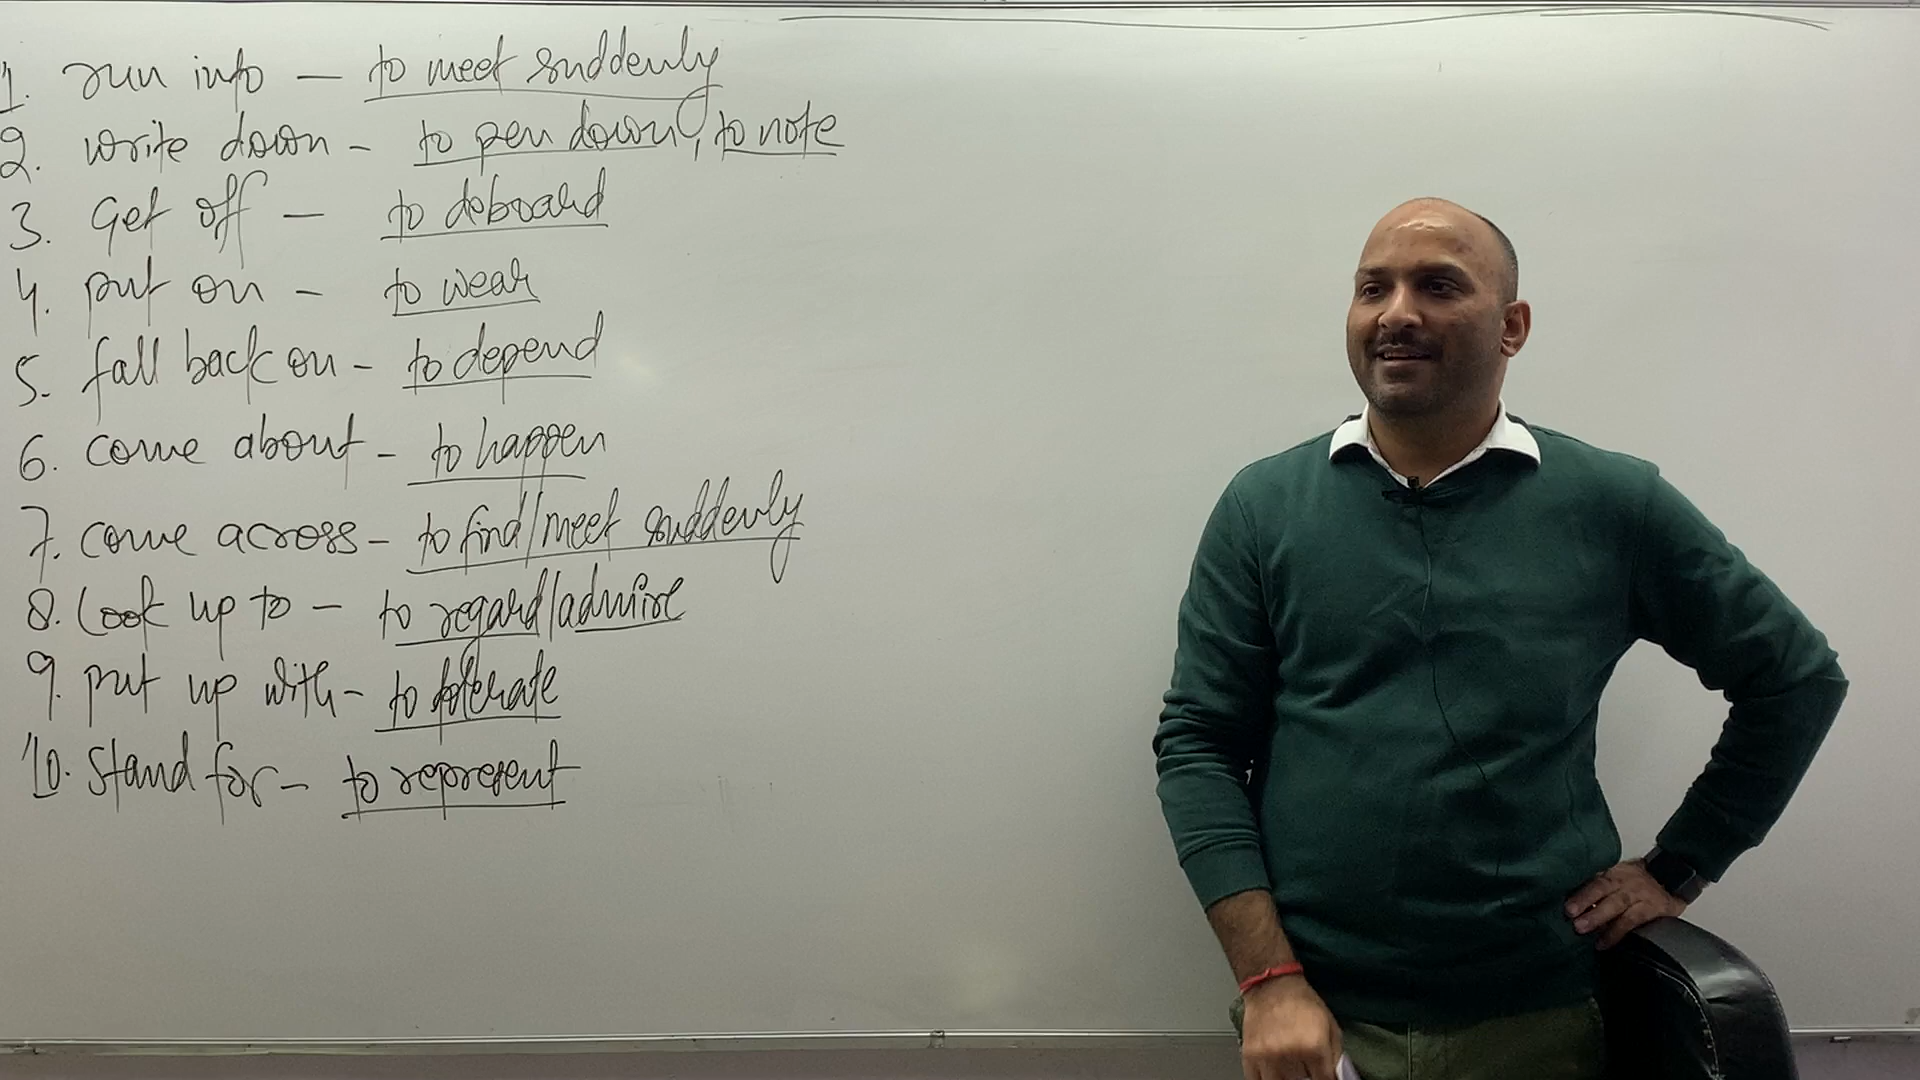 1. run into — to meet suddenly
2. write down - to pen down, to note
3. Get off — to deboard
4. put on - to wear
5. fall back on - to depend
6. come about - to happen
7. come across - to find/meet suddenly
8. Look up to - to regard/admire
9. put up with - to tolerate
10. Stand for - to represent